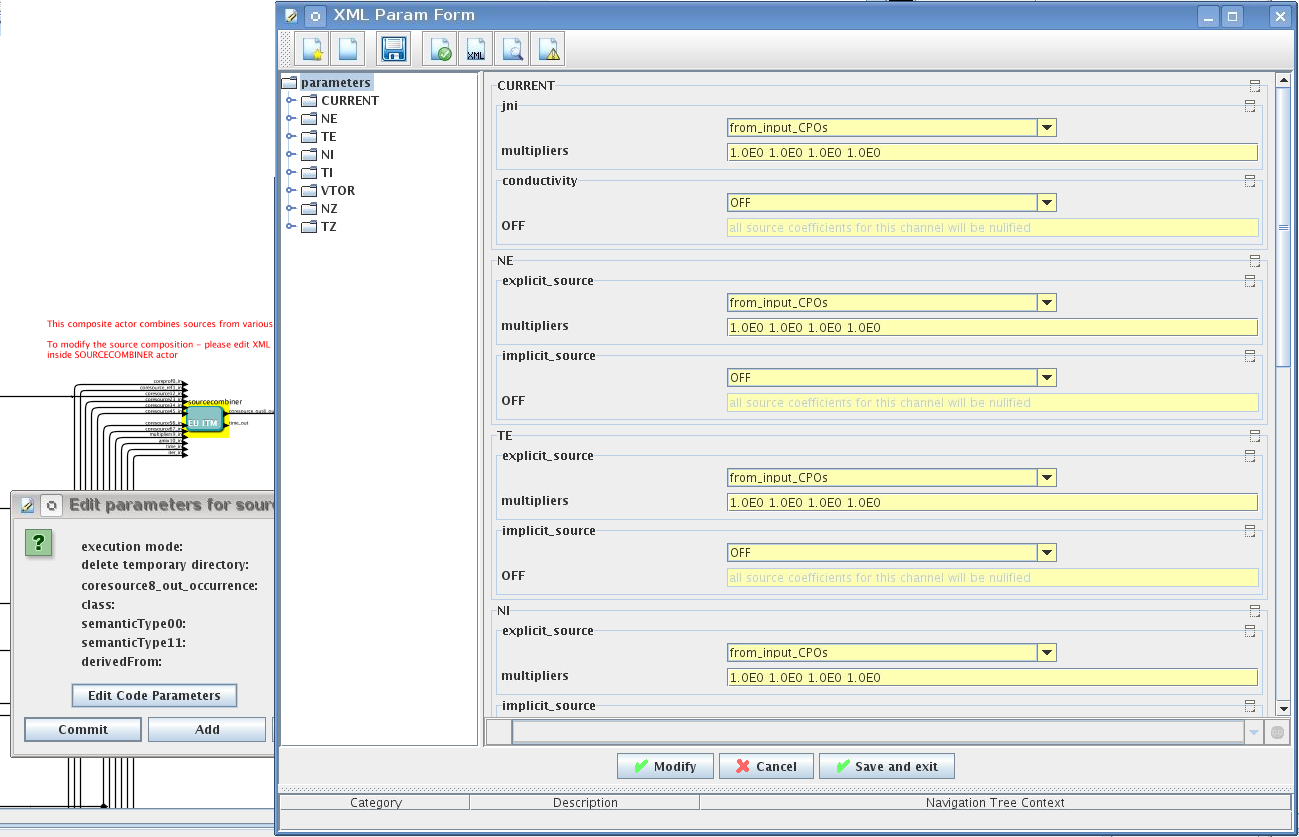 XML Param Form
XML
parameters
CURRENT
NE
TE
NI
TI
VTOR
NZ
TZ
CURRENT
jni
from_input_CPOs
multipliers
1.0E0 1.0E0 1.0E0 1.0E0
conductivity
OFF
OFF
all source coefficients for this channel will be nulified
NE
explicit_source
from_input_CPOs
multipliers
1.0E0 1.0E0 1.0E0 1.0E0
implicit_source
OFF
OFF
all source coefficients for this channel will be nulified
TE
explicit_source
from_input_CPOs
multipliers
1.0E0 1.0E0 1.0E0 1.0E0
implicit_source
OFF
OFF
all source coefficients for this channel will be nulified
NI
explicit_source
from_input_CPOs
multipliers
1.0E0 1.0E0 1.0E0 1.0E0
implicit_source
Modify
Cancel
Save and exit
Category
Description
Navigation Tree Context
This composite actor combines sources from various
To modify the source composition - please edit XML
inside SOURCECOMBINER actor
sourcecombiner
EU ITM
time_out
Edit parameters for sour
?
execution mode:
delete temporary directory:
coresource8_out_occurrence:
class:
semanticType00:
semanticType11:
derivedFrom:
Edit Code Parameters
Commit
Add